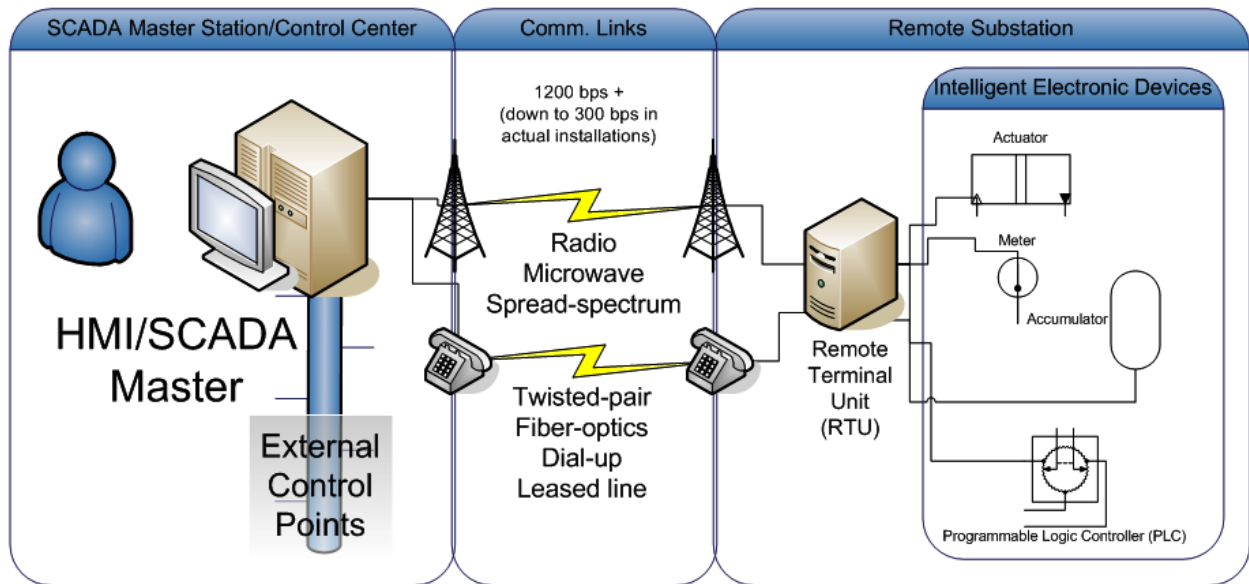 SCADA Master Station/Control Center
Comm. Links
Remote Substation
1200 bps +
(down to 300 bps in
actual installations)
Intelligent Electronic Devices
Actuator
Radio
Microwave
Spread-spectrum
Meter
Accumulator
HMI/SCADA
Master
Remote
Terminal
Unit
(RTU)
Twisted-pair
Fiber-optics
Dial-up
Leased line
External
Control
Points
Programmable Logic Controller (PLC)